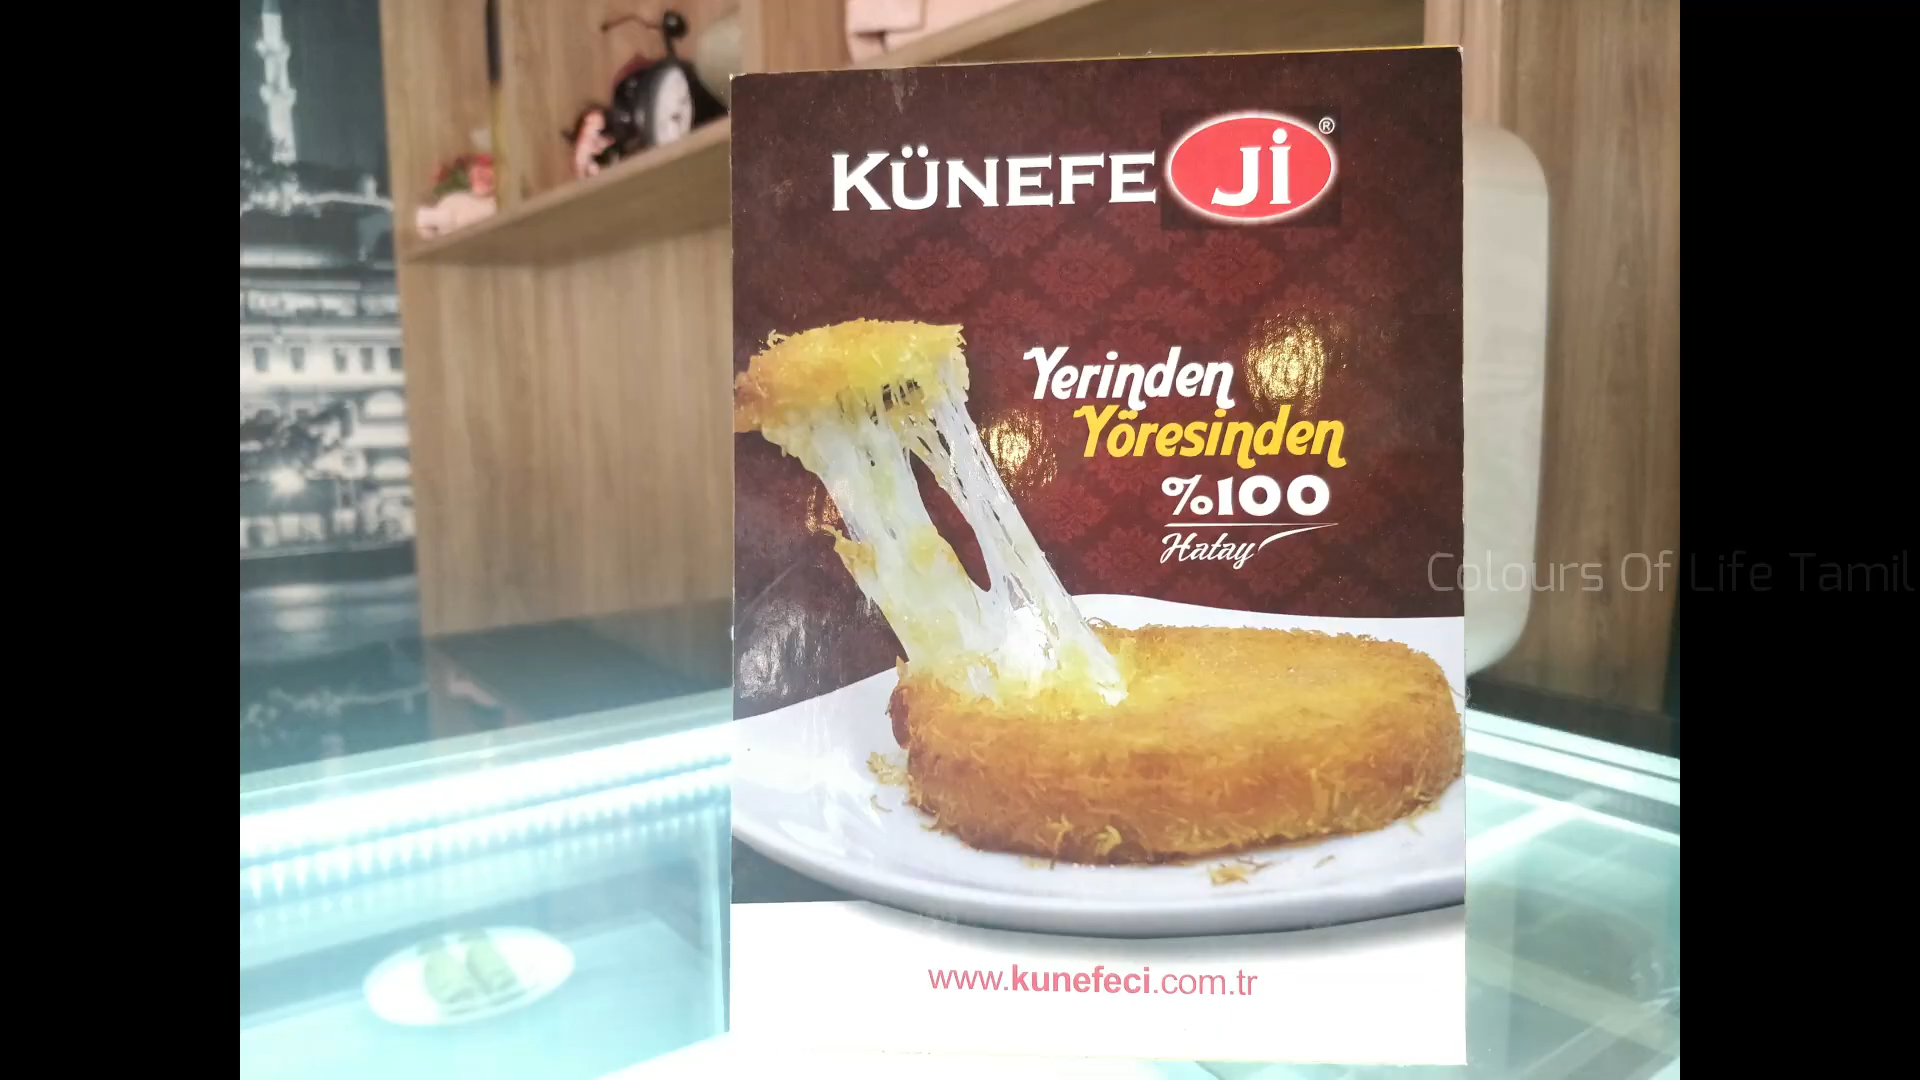 KÜNEFE Ji ®
Yerinden
Yöresinden
%100
Hatay
Colours Of Life Tamil
www.kunefeci.com.tr